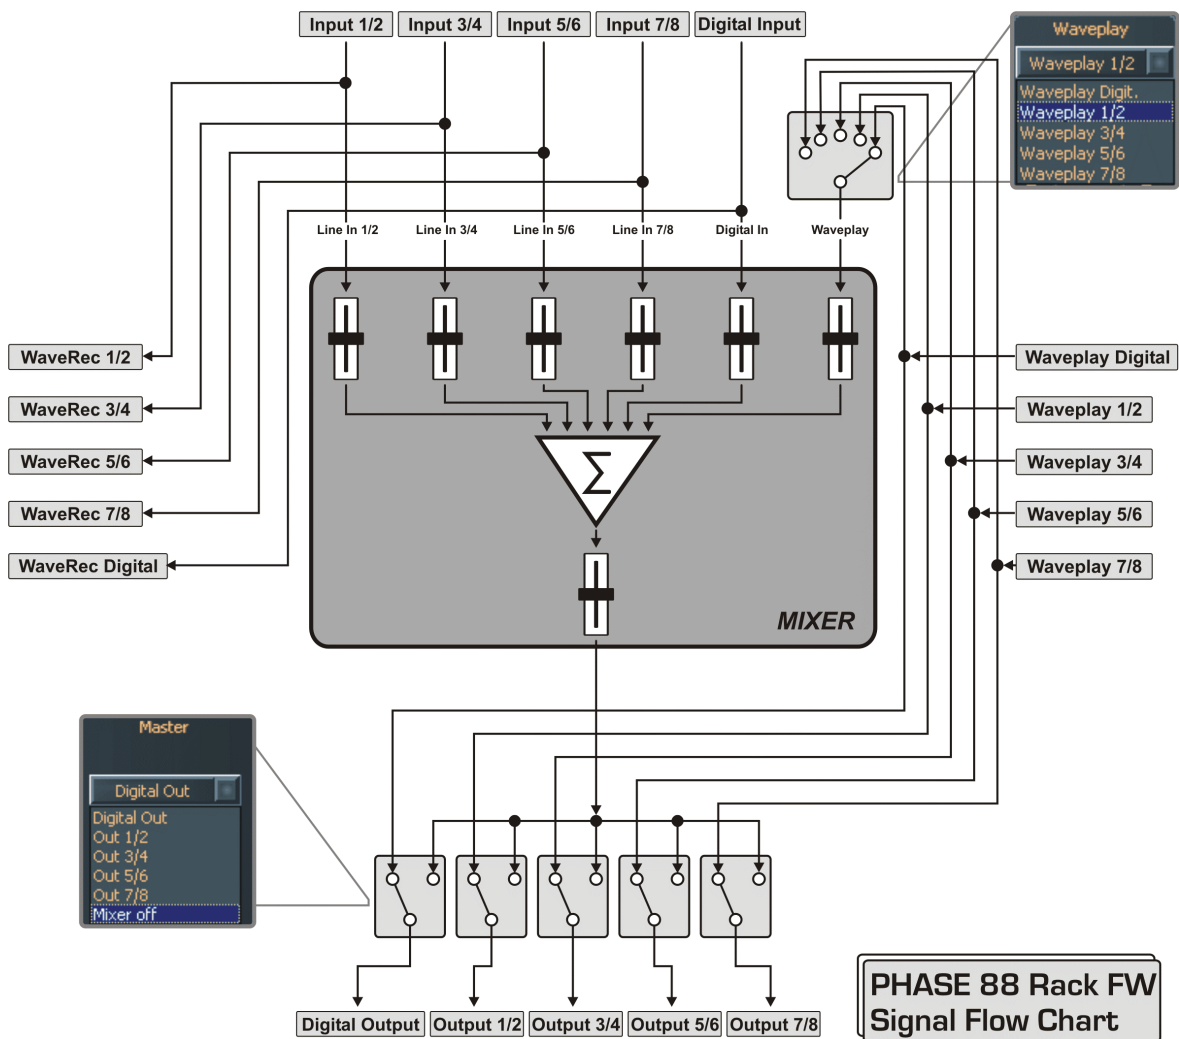 Input 1/2 Input 3/4 Input 5/6 Input 7/8 Digital Input
Waveplay
Waveplay 1/2
Waveplay Digit.
Waveplay 1/2
Waveplay 3/4
Waveplay 5/6
Waveplay 7/8
Line In 1/2 Line In 3/4 Line In 5/6 Line In 7/8 Digital In Waveplay
WaveRec 1/2
WaveRec 3/4
WaveRec 5/6
WaveRec 7/8
WaveRec Digital
Σ
MIXER
Waveplay Digital
Waveplay 1/2
Waveplay 3/4
Waveplay 5/6
Waveplay 7/8
Master
Digital Out
Digital Out
Out 1/2
Out 3/4
Out 5/6
Out 7/8
Mixer off
Digital Output Output 1/2 Output 3/4 Output 5/6 Output 7/8
PHASE 88 Rack FW
Signal Flow Chart